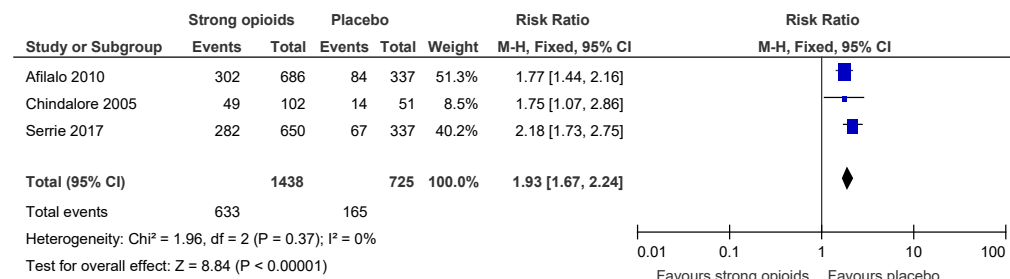 Strong opioids Placebo Risk Ratio Risk Ratio
Study or Subgroup Events Total Events Total Weight M-H, Fixed, 95% CI M-H, Fixed, 95% CI
Afilalo 2010 302 686 84 337 51.3% 1.77 [1.44, 2.16]
Chindalore 2005 49 102 14 51 8.5% 1.75 [1.07, 2.86]
Serrie 2017 282 650 67 337 40.2% 2.18 [1.73, 2.75]
Total (95% CI) 1438 725 100.0% 1.93 [1.67, 2.24]
Total events 633 165
Heterogeneity: Chi² = 1.96, df = 2 (P = 0.37); I² = 0%
Test for overall effect: Z = 8.84 (P < 0.00001)
0.01 0.1 1 10 100
Favours strong opioids Favours placebo